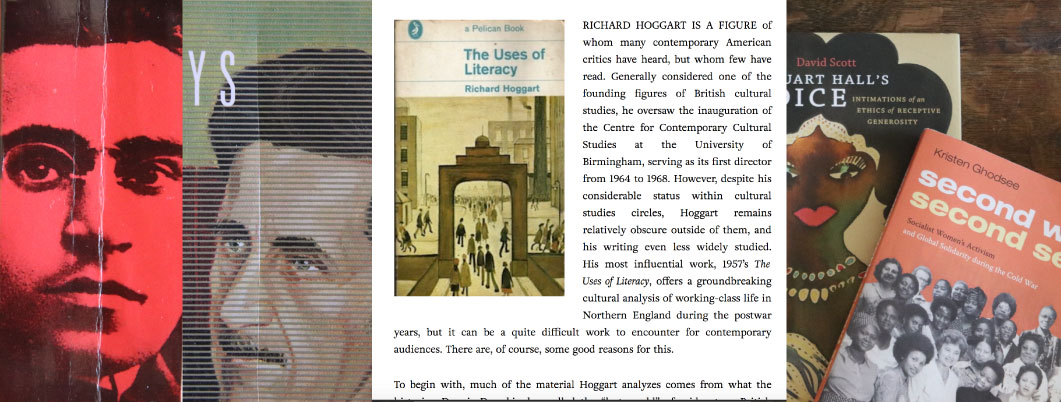 YS
a Pelican Book
The Uses of
Literacy
Richard Hoggart
RICHARD HOGGART IS A FIGURE of
whom many contemporary American
critics have heard, but whom few have
read. Generally considered one of the
founding figures of British cultural
studies, he oversaw the inauguration of
the Centre for Contemporary Cultural
Studies at the University of
Birmingham, serving as its first director
from 1964 to 1968. However, despite his
considerable status within cultural
studies circles, Hoggart remains
relatively obscure outside of them, and
his writing even less widely studied.
His most influential work, 1957's The
Uses of Literacy, offers a groundbreaking
cultural analysis of working-class life in
Northern England during the postwar
years, but it can be a quite difficult work to encounter for contemporary
audiences. There are, of course, some good reasons for this.
To begin with, much of the material Hoggart analyzes comes from what the
David Scott
UART HALL'S
OICE
INTIMATIONS of an
ETHICS of RECEPTIVE
GENEROSITY
Kristen Ghodsee
second w
second se
Socialist Women's Activism
and Global Solidarity during the Cold War